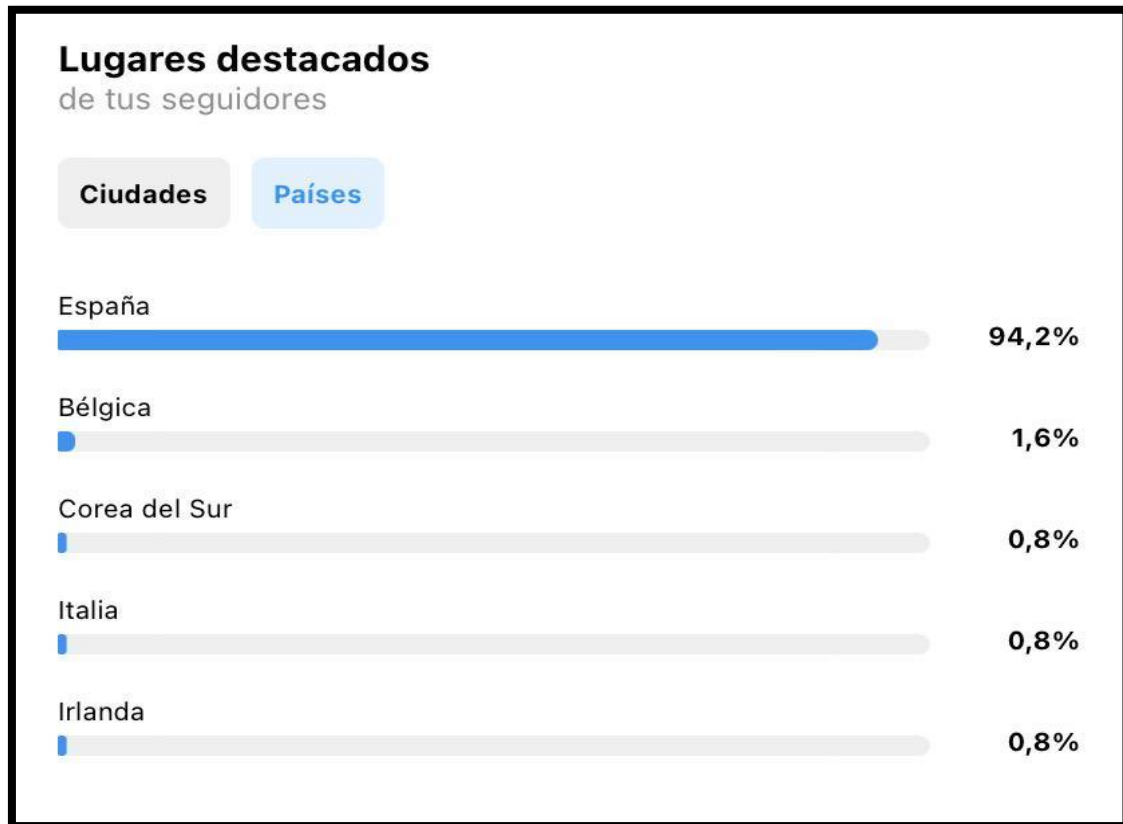 Lugares destacados
de tus seguidores
Ciudades Países
España
94,2%
Bélgica
1,6%
Corea del Sur
0,8%
Italia
0,8%
Irlanda
0,8%